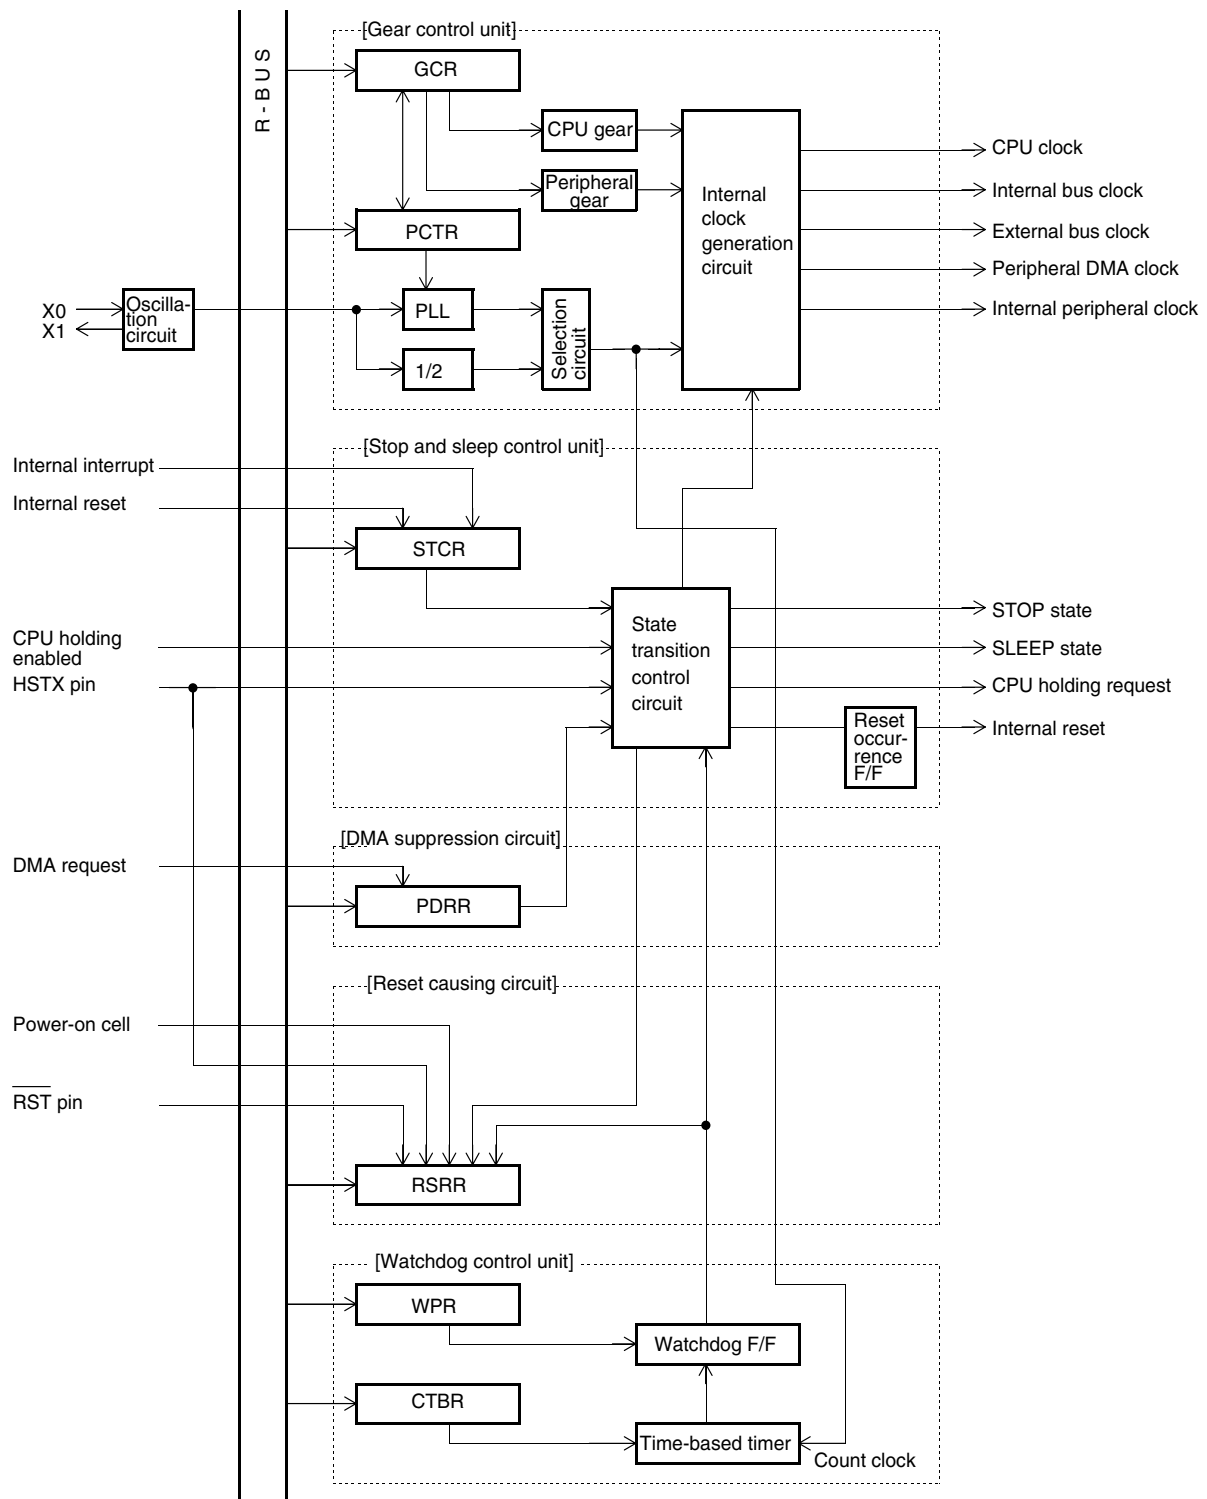 [Gear control unit]
R-BUS
GCR
CPU gear
CPU clock
Peripheral
gear
Internal
clock
generation
circuit
Internal bus clock
PCTR
External bus clock
Peripheral DMA clock
X0
X1
Oscilla-
tion
circuit
PLL
Selection
circuit
Internal peripheral clock
1/2
[Stop and sleep control unit]
Internal interrupt
Internal reset
STCR
State
transition
control
circuit
STOP state
CPU holding
enabled
SLEEP state
HSTX pin
CPU holding request
Reset
occur-
rence
F/F
Internal reset
[DMA suppression circuit]
DMA request
PDRR
[Reset causing circuit]
Power-on cell
RST pin
RSRR
[Watchdog control unit]
WPR
Watchdog F/F
CTBR
Time-based timer
Count clock